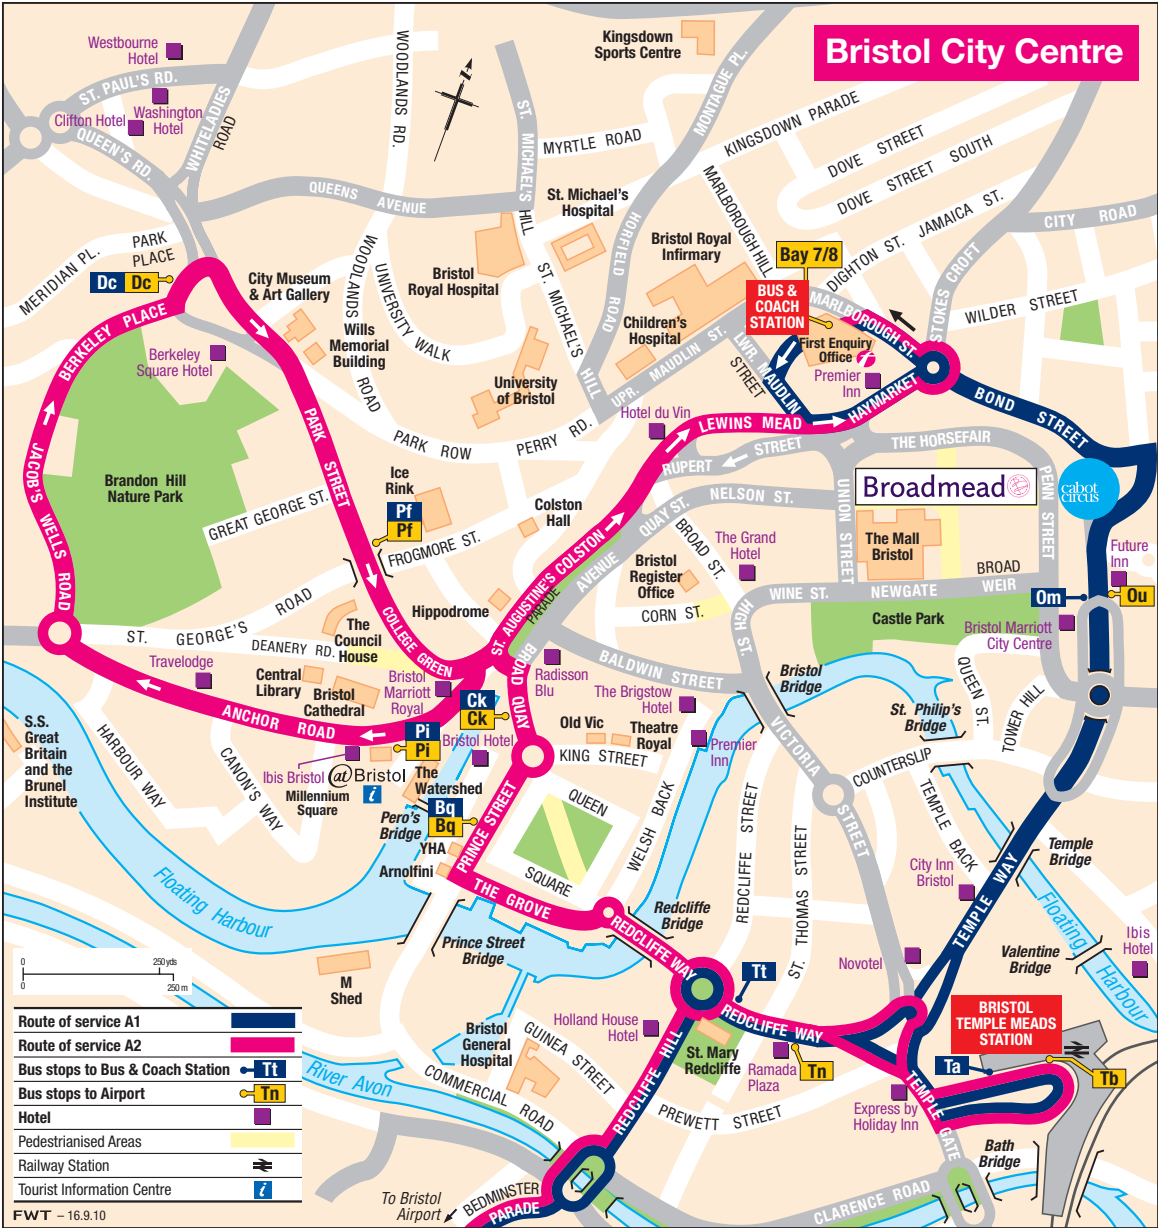 Bristol City Centre
Kingsdown
Sports Centre
Westbourne
Hotel
ST. PAUL'S RD.
Clifton Hotel
Washington
Hotel
QUEEN'S RD.
WHITELADIES
ROAD
WOODLANDS RD.
N
ST. MICHAEL'S
HILL
MONTAGUE PL.
MYRTLE ROAD
KINGSDOWN PARADE
DOVE STREET
DOVE STREET SOUTH
MARLBOROUGH HILL
DIGHTON ST.
JAMAICA ST.
CITY ROAD
QUEENS AVENUE
St. Michael's
Hospital
HORFIELD ROAD
Bristol Royal
Infirmary
Bay 7/8
BUS &
COACH
STATION
MARLBOROUGH ST.
STOKES CROFT
WILDER STREET
MERIDIAN PL.
PARK
PLACE
Dc
Dc
City Museum
& Art Gallery
WOODLANDS
ROAD
UNIVERSITY WALK
Bristol
Royal Hospital
ST. MICHAEL'S
HILL
Children's
Hospital
UPR. MAUDLIN ST.
LWR. MAUDLIN
STREET
First Enquiry
Office
f
Premier
Inn
HAYMARKET
BOND STREET
BERKELEY PLACE
Berkeley
Square Hotel
Wills
Memorial
Building
University
of Bristol
Hotel du Vin
LEWINS MEAD
PARK STREET
PARK ROW
PERRY RD.
RUPERT STREET
THE HORSEFAIR
Broadmead
cabot
circus
PENN STREET
JACOB'S WELLS ROAD
Brandon Hill
Nature Park
GREAT GEORGE ST.
Ice
Rink
Pf
Pf
FROGMORE ST.
Colston
Hall
NELSON ST.
QUAY ST.
BROAD ST.
The Grand
Hotel
UNION STREET
The Mall
Bristol
Future
Inn
ST. AUGUSTINE'S
PARADE
COLSTON
AVENUE
Bristol
Register
Office
CORN ST.
HIGH ST.
WINE ST.
NEWGATE
BROAD
WEIR
Om
Ou
Castle Park
Bristol Marriott
City Centre
ST. GEORGE'S
ROAD
DEANERY RD.
The
Council
House
Hippodrome
COLLEGE GREEN
Travelodge
Central
Library
Bristol
Cathedral
Bristol
Marriott
Royal
Ck
Ck
BROAD QUAY
Radisson
Blu
BALDWIN STREET
The Brigstow
Hotel
Bristol
Bridge
QUEEN ST.
TOWER HILL
St. Philip's
Bridge
ANCHOR ROAD
Pi
Pi
Bristol Hotel
Old Vic
Theatre
Royal
KING STREET
Premier
Inn
VICTORIA
STREET
COUNTERSLIP
TEMPLE BACK
S.S.
Great
Britain
and the
Brunel
Institute
HARBOUR WAY
CANON'S WAY
Ibis Bristol
@Bristol
Millennium
Square
i
The
Watershed
Bq
Bq
Pero's
Bridge
YHA
Arnolfini
PRINCE STREET
QUEEN
SQUARE
WELSH BACK
REDCLIFFE STREET
ST. THOMAS STREET
City Inn
Bristol
TEMPLE WAY
Temple
Bridge
Floating Harbour
THE GROVE
Prince Street
Bridge
REDCLIFFE WAY
Redcliffe
Bridge
TEMPLE WAY
Floating
Harbour
Valentine
Bridge
Ibis
Hotel
Novotel
0 250 yds
0 250 m
M
Shed
Tt
REDCLIFFE WAY
BRISTOL
TEMPLE MEADS
STATION
Ta
Tb
Holland House
Hotel
St. Mary
Redcliffe
Ramada
Plaza
Tn
Express by
Holiday Inn
TEMPLE GATE
Bristol
General
Hospital
GUINEA STREET
REDCLIFFE HILL
PREWETT STREET
River Avon
COMMERCIAL ROAD
Bath
Bridge
CLARENCE ROAD
BEDMINSTER
PARADE
To Bristol
Airport
Route of service A1
Route of service A2
Bus stops to Bus & Coach Station Tt
Bus stops to Airport Tn
Hotel
Pedestrianised Areas
Railway Station
Tourist Information Centre i
FWT – 16.9.10